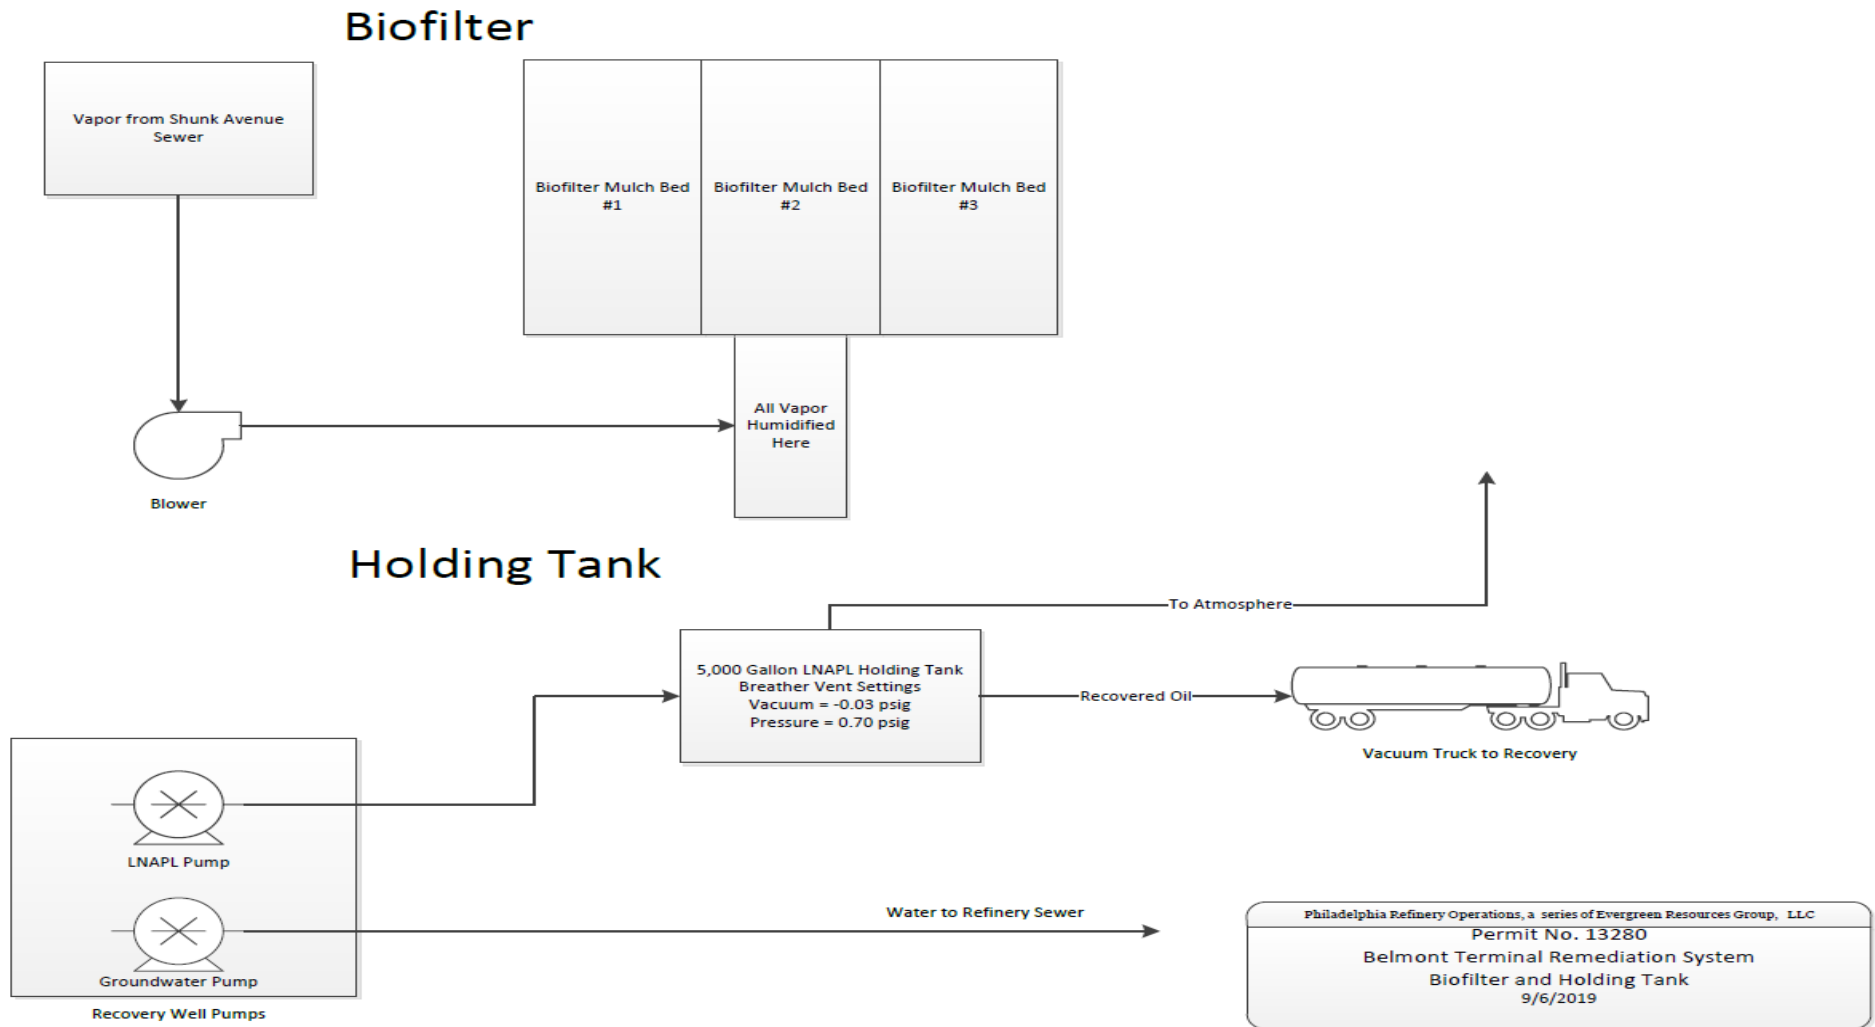 Biofilter
Vapor from Shunk Avenue
Sewer
Biofilter Mulch Bed
#1
Biofilter Mulch Bed
#2
Biofilter Mulch Bed
#3
All Vapor
Humidified
Here
Blower
Holding Tank
To Atmosphere
5,000 Gallon LNAPL Holding Tank
Breather Vent Settings
Vacuum = -0.03 psig
Pressure = 0.70 psig
Recovered Oil
Vacuum Truck to Recovery
LNAPL Pump
Water to Refinery Sewer
Groundwater Pump
Recovery Well Pumps
Philadelphia Refinery Operations, a series of Evergreen Resources Group, LLC
Permit No. 13280
Belmont Terminal Remediation System
Biofilter and Holding Tank
9/6/2019